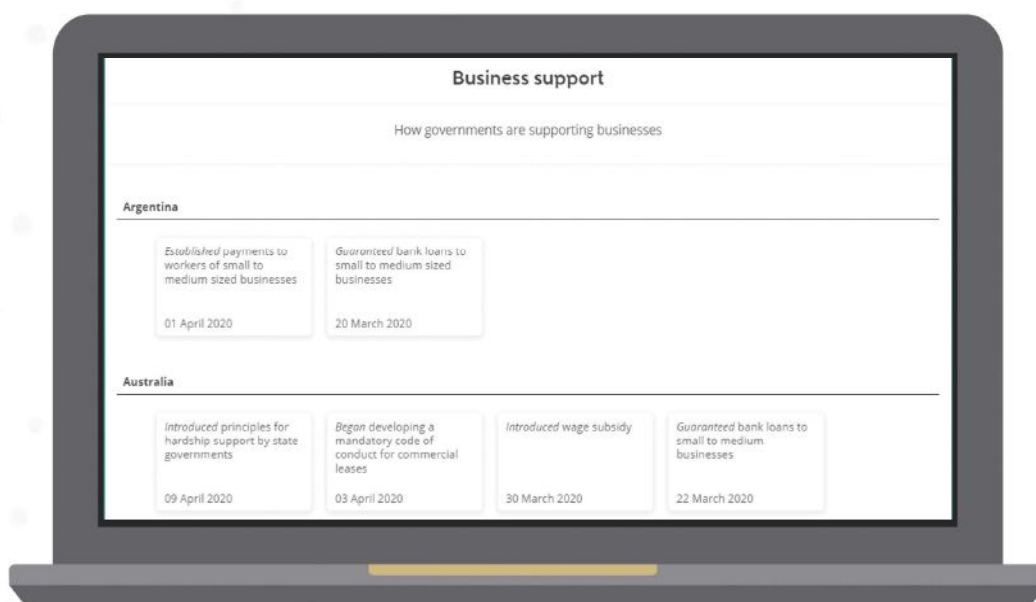 Business support
How governments are supporting businesses
Argentina
Established payments to
workers of small to
medium sized businesses
01 April 2020
Guaranteed bank loans to
small to medium sized
businesses
20 March 2020
Australia
Introduced principles for
hardship support by state
governments
09 April 2020
Began developing a
mandatory code of
conduct for commercial
leases
03 April 2020
Introduced wage subsidy
30 March 2020
Guaranteed bank loans to
small to medium
businesses
22 March 2020